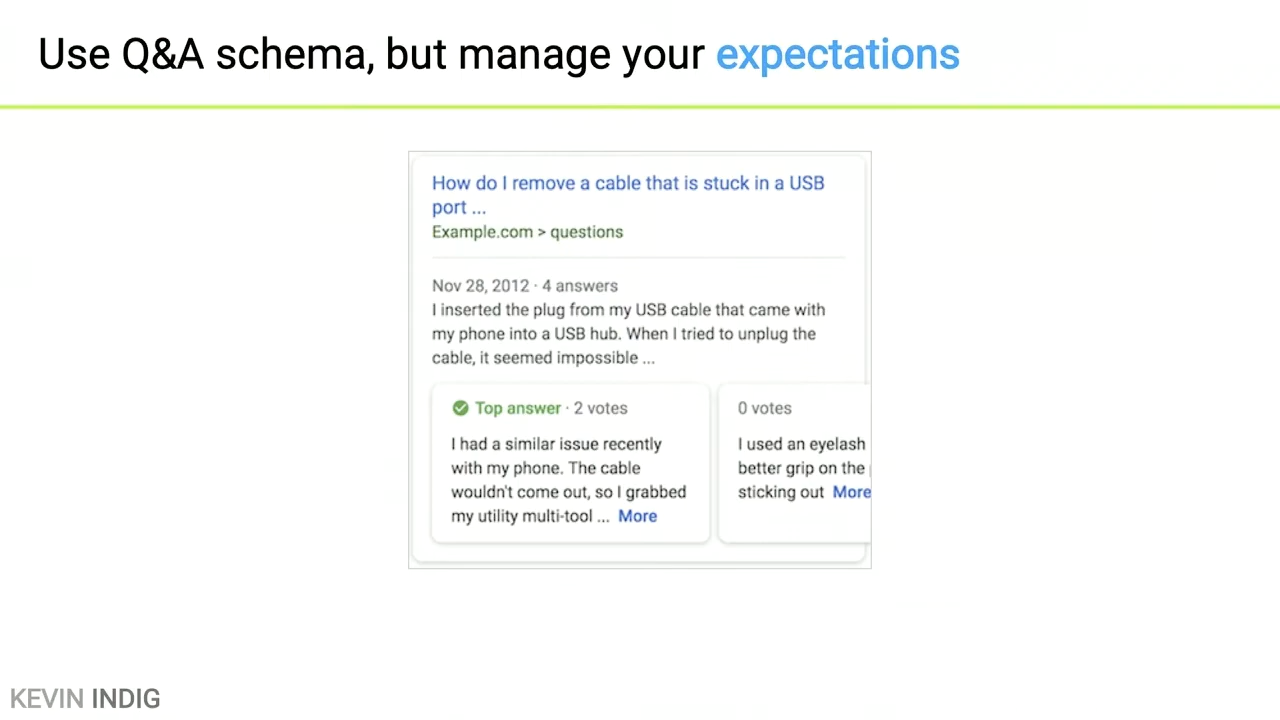 Use Q&A schema, but manage your expectations
How do I remove a cable that is stuck in a USB
port ...
Example.com > questions
Nov 28, 2012 · 4 answers
I inserted the plug from my USB cable that came with
my phone into a USB hub. When I tried to unplug the
cable, it seemed impossible ...
Top answer · 2 votes
I had a similar issue recently
with my phone. The cable
wouldn't come out, so I grabbed
my utility multi-tool ... More
0 votes
I used an eyelash
better grip on the
sticking out More
KEVIN INDIG